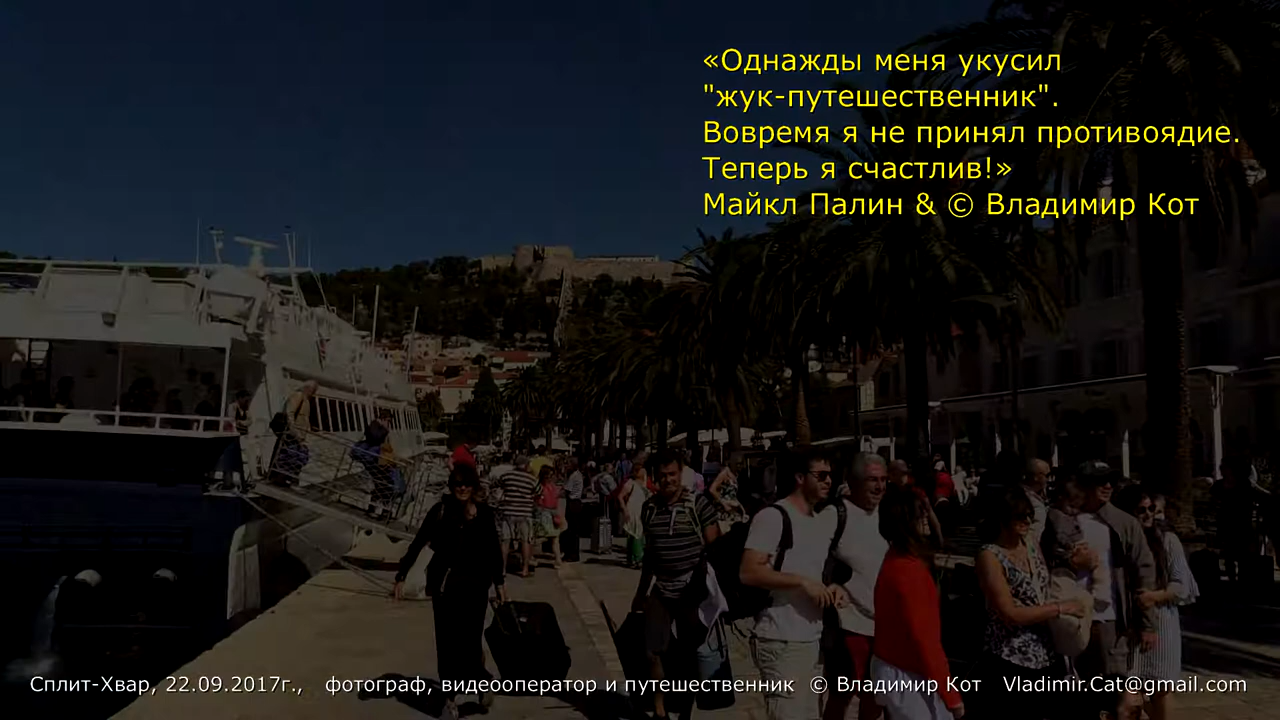 «Однажды меня укусил
"жук-путешественник".
Вовремя я не принял противоядие.
Теперь я счастлив!»
Майкл Палин & © Владимир Кот
Сплит-Хвар, 22.09.2017г., фотограф, видеооператор и путешественник © Владимир Кот Vladimir.Cat@gmail.com